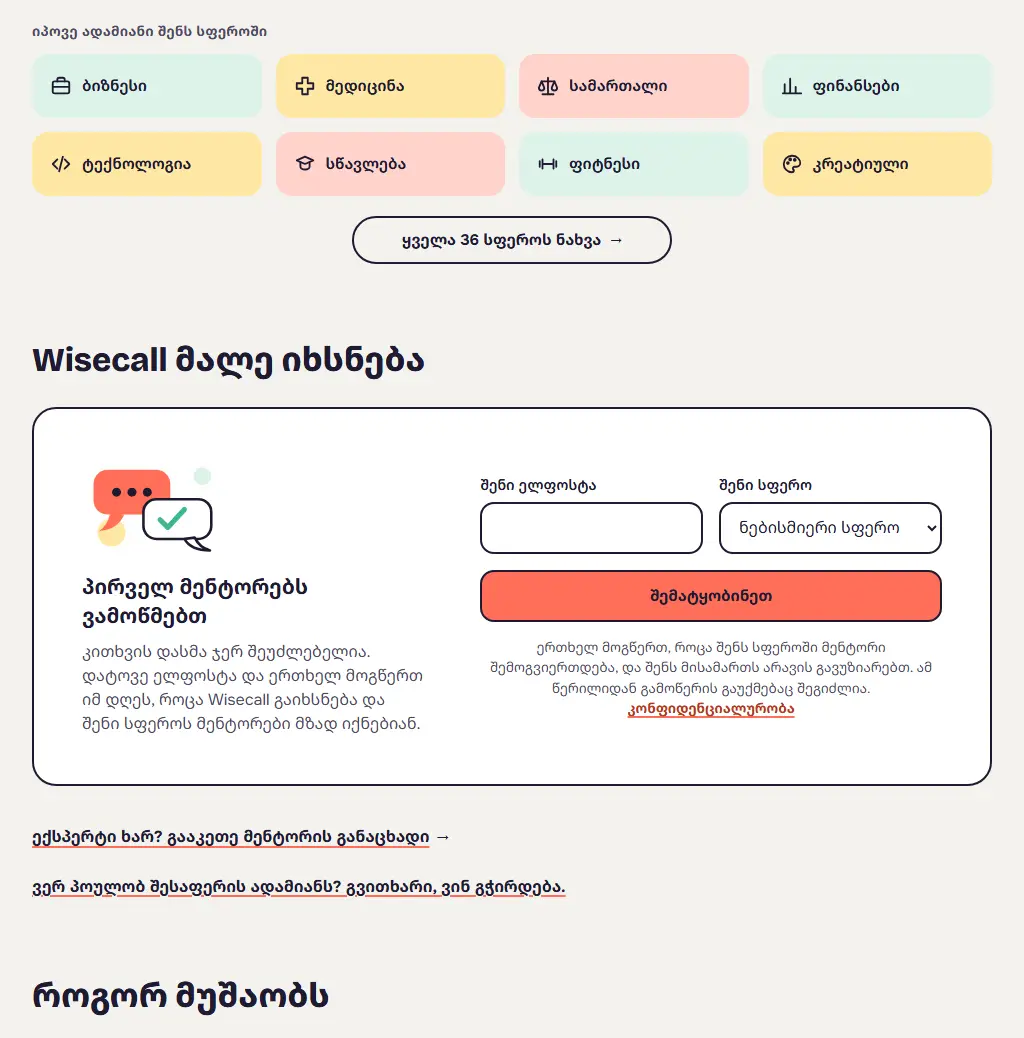 იპოვე ადამიანი შენს სფეროში
ბიზნესი
მედიცინა
სამართალი
ფინანსები
ტექნოლოგია
სწავლება
ფიტნესი
კრეატიული
ყველა 36 სფეროს ნახვა →
Wisecall მალე იხსნება
პირველ მენტორებს
ვამოწმებთ
კითხვის დასმა ჯერ შეუძლებელია.
დატოვე ელფოსტა და ერთხელ მოგწერთ
იმ დღეს, როცა Wisecall გაიხსნება და
შენი სფეროს მენტორები მზად იქნებიან.
შენი ელფოსტა
შენი სფერო
ნებისმიერი სფერო
შემატყობინეთ
ერთხელ მოგწერთ, როცა შენს სფეროში მენტორი
შემოგვიერთდება, და შენს მისამართს არავის გავუზიარებთ. ამ
წერილიდან გამოწერის გაუქმებაც შეგიძლია.
კონფიდენციალურობა
ექსპერტი ხარ? გააკეთე მენტორის განაცხადი →
ვერ პოულობ შესაფერის ადამიანს? გვითხარი, ვინ გჭირდება.
როგორ მუშაობს